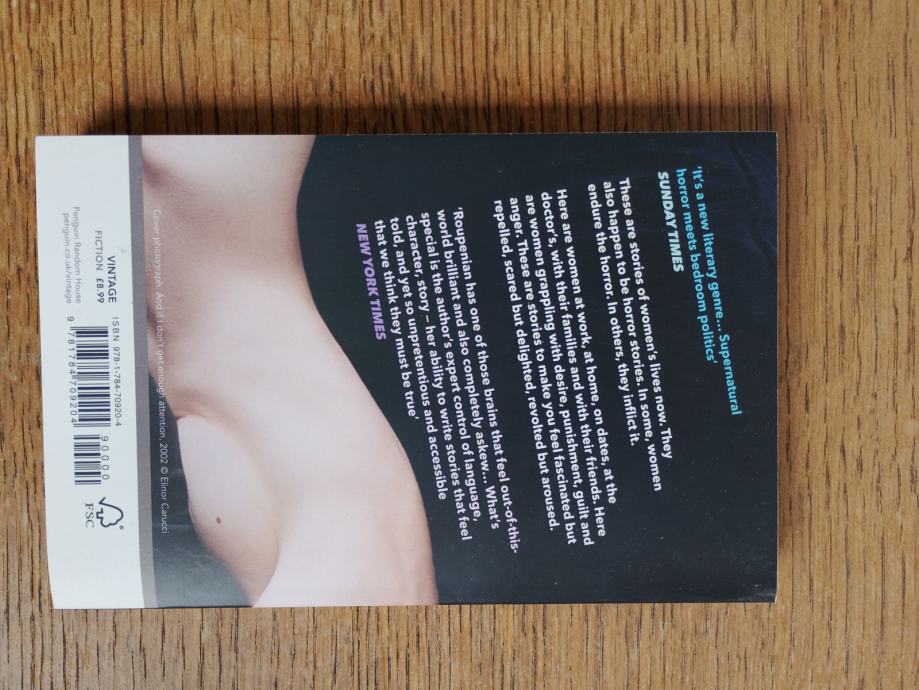 'It's a new literary genre... Supernatural
horror meets bedroom politics'
SUNDAY TIMES
These are stories of women's lives now. They
also happen to be horror stories. In some, women
endure the horror. In others, they inflict it.
Here are women at work, at home, on dates, at the
doctor's, with their families and with their friends. Here
are women grappling with desire, punishment, guilt and
anger. These are stories to make you feel fascinated but
repelled, scared but delighted, revolted but aroused.
'Roupenian has one of those brains that feel out-of-this-
world brilliant and also completely askew... What's
special is the author's expert control of language,
character, story – her ability to write stories that feel
told, and yet so unpretentious and accessible
that we think they must be true'
NEW YORK TIMES
Cover photograph: And if I don't get enough attention, 2002 © Elinor Carucci
VINTAGE
FICTION £8.99
Penguin Random House
penguin.co.uk/vintage
ISBN 978-1-784-70920-4
9 781784 709204
90000
FSC®